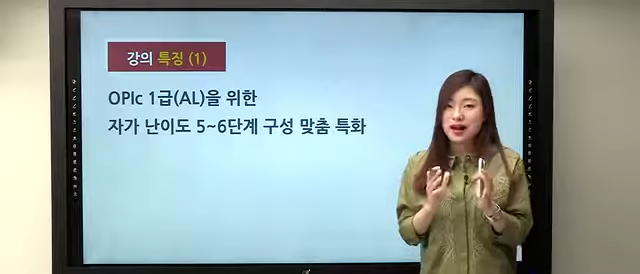 강의 특징 (1)
OPIc 1급(AL)을 위한
자가 난이도 5~6단계 구성 맞춤 특화